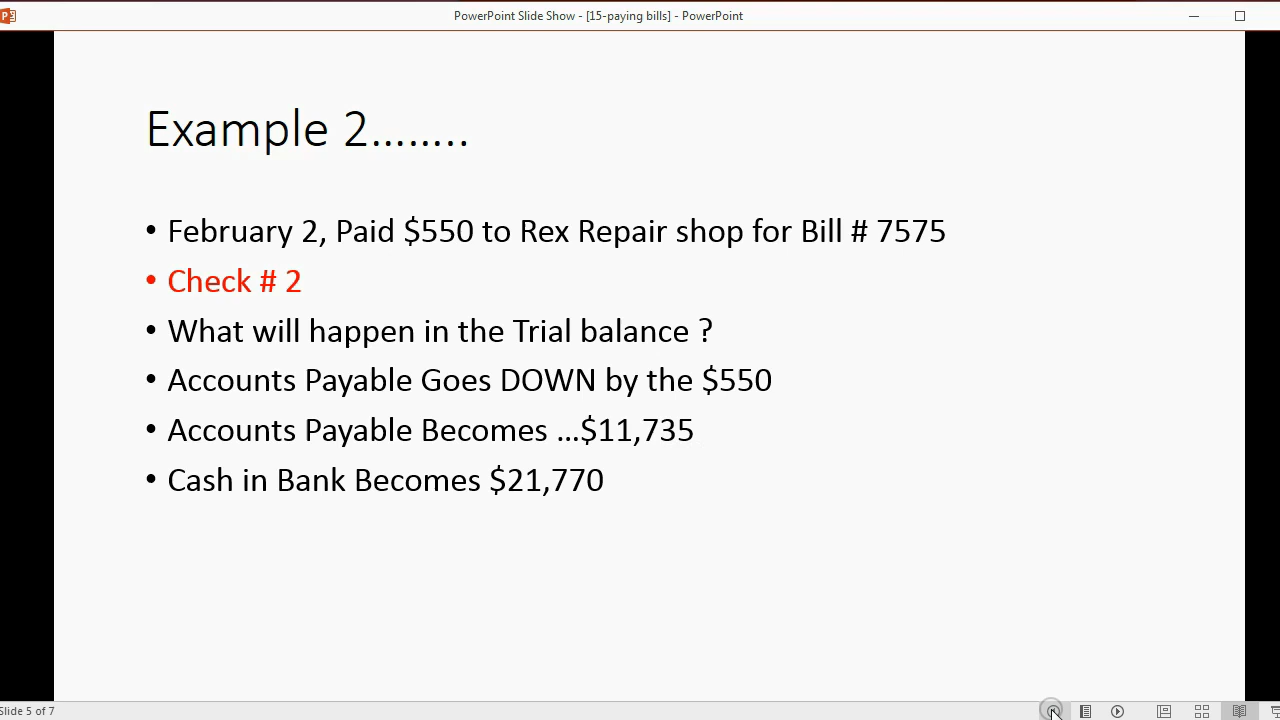 PowerPoint Slide Show - [15-paying bills] - PowerPoint
Example 2........
• February 2, Paid $550 to Rex Repair shop for Bill # 7575
• Check # 2
• What will happen in the Trial balance ?
• Accounts Payable Goes DOWN by the $550
• Accounts Payable Becomes …$11,735
• Cash in Bank Becomes $21,770
Slide 5 of 7